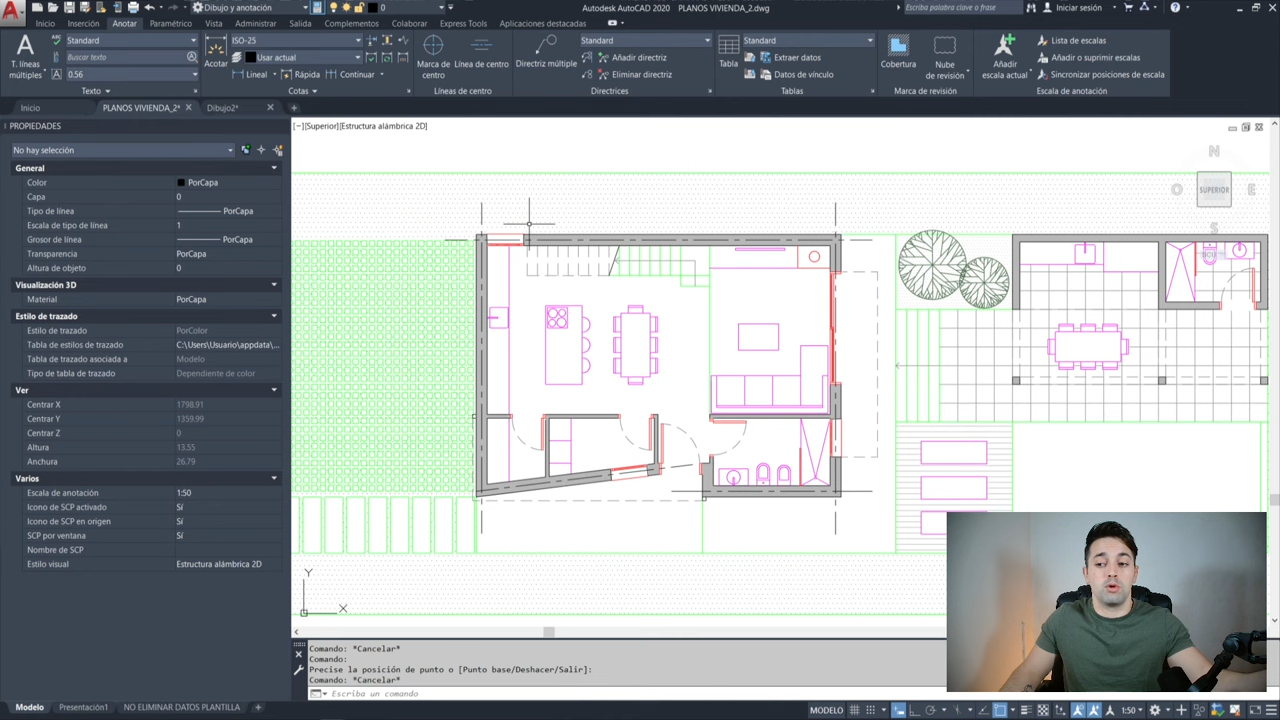 Dibujo y anotación
0
Autodesk AutoCAD 2020 PLANOS VIVIENDA_2.dwg
Escriba palabra clave o frase
Iniciar sesión
Inicio Inserción Anotar Paramétrico Vista Administrar Salida Complementos Colaborar Express Tools Aplicaciones destacadas
T. líneas
múltiples
Standard
Buscar texto
0.56
Texto
Acotar
ISO-25
Usar actual
Lineal
Rápida
Continuar
Cotas
Marca de
centro
Línea de centro
Líneas de centro
Directriz múltiple
Standard
Añadir directriz
Eliminar directriz
Directrices
Tabla
Standard
Extraer datos
Datos de vínculo
Tablas
Cobertura
Nube
de revisión
Marca de revisión
Añadir
escala actual
Lista de escalas
Añadir o suprimir escalas
Sincronizar posiciones de escala
Escala de anotación
Inicio
PLANOS VIVIENDA_2*
Dibujo2*
PROPIEDADES
[−][Superior][Estructura alámbrica 2D]
No hay selección
General
Color PorCapa
Capa 0
Tipo de línea PorCapa
Escala de tipo de línea 1
Grosor de línea PorCapa
Transparencia PorCapa
Altura de objeto 0
Visualización 3D
Material PorCapa
Estilo de trazado
Estilo de trazado PorColor
Tabla de estilos de trazado C:\Users\Usuario\appdata\...
Tabla de trazado asociada a Modelo
Tipo de tabla de trazado Dependiente de color
Ver
Centrar X 1798.91
Centrar Y 1359.99
Centrar Z 0
Altura 13.55
Anchura 26.79
Varios
Escala de anotación 1:50
Icono de SCP activado Sí
Icono de SCP en origen Sí
SCP por ventana Sí
Nombre de SCP
Estilo visual Estructura alámbrica 2D
N
O SUPERIOR E
S
Y
X
Comando: *Cancelar*
Comando:
Precise la posición de punto o [Punto base/Deshacer/Salir]:
Comando: *Cancelar*
Escriba un comando
Modelo
Presentación1
NO ELIMINAR DATOS PLANTILLA
MODELO
1:50